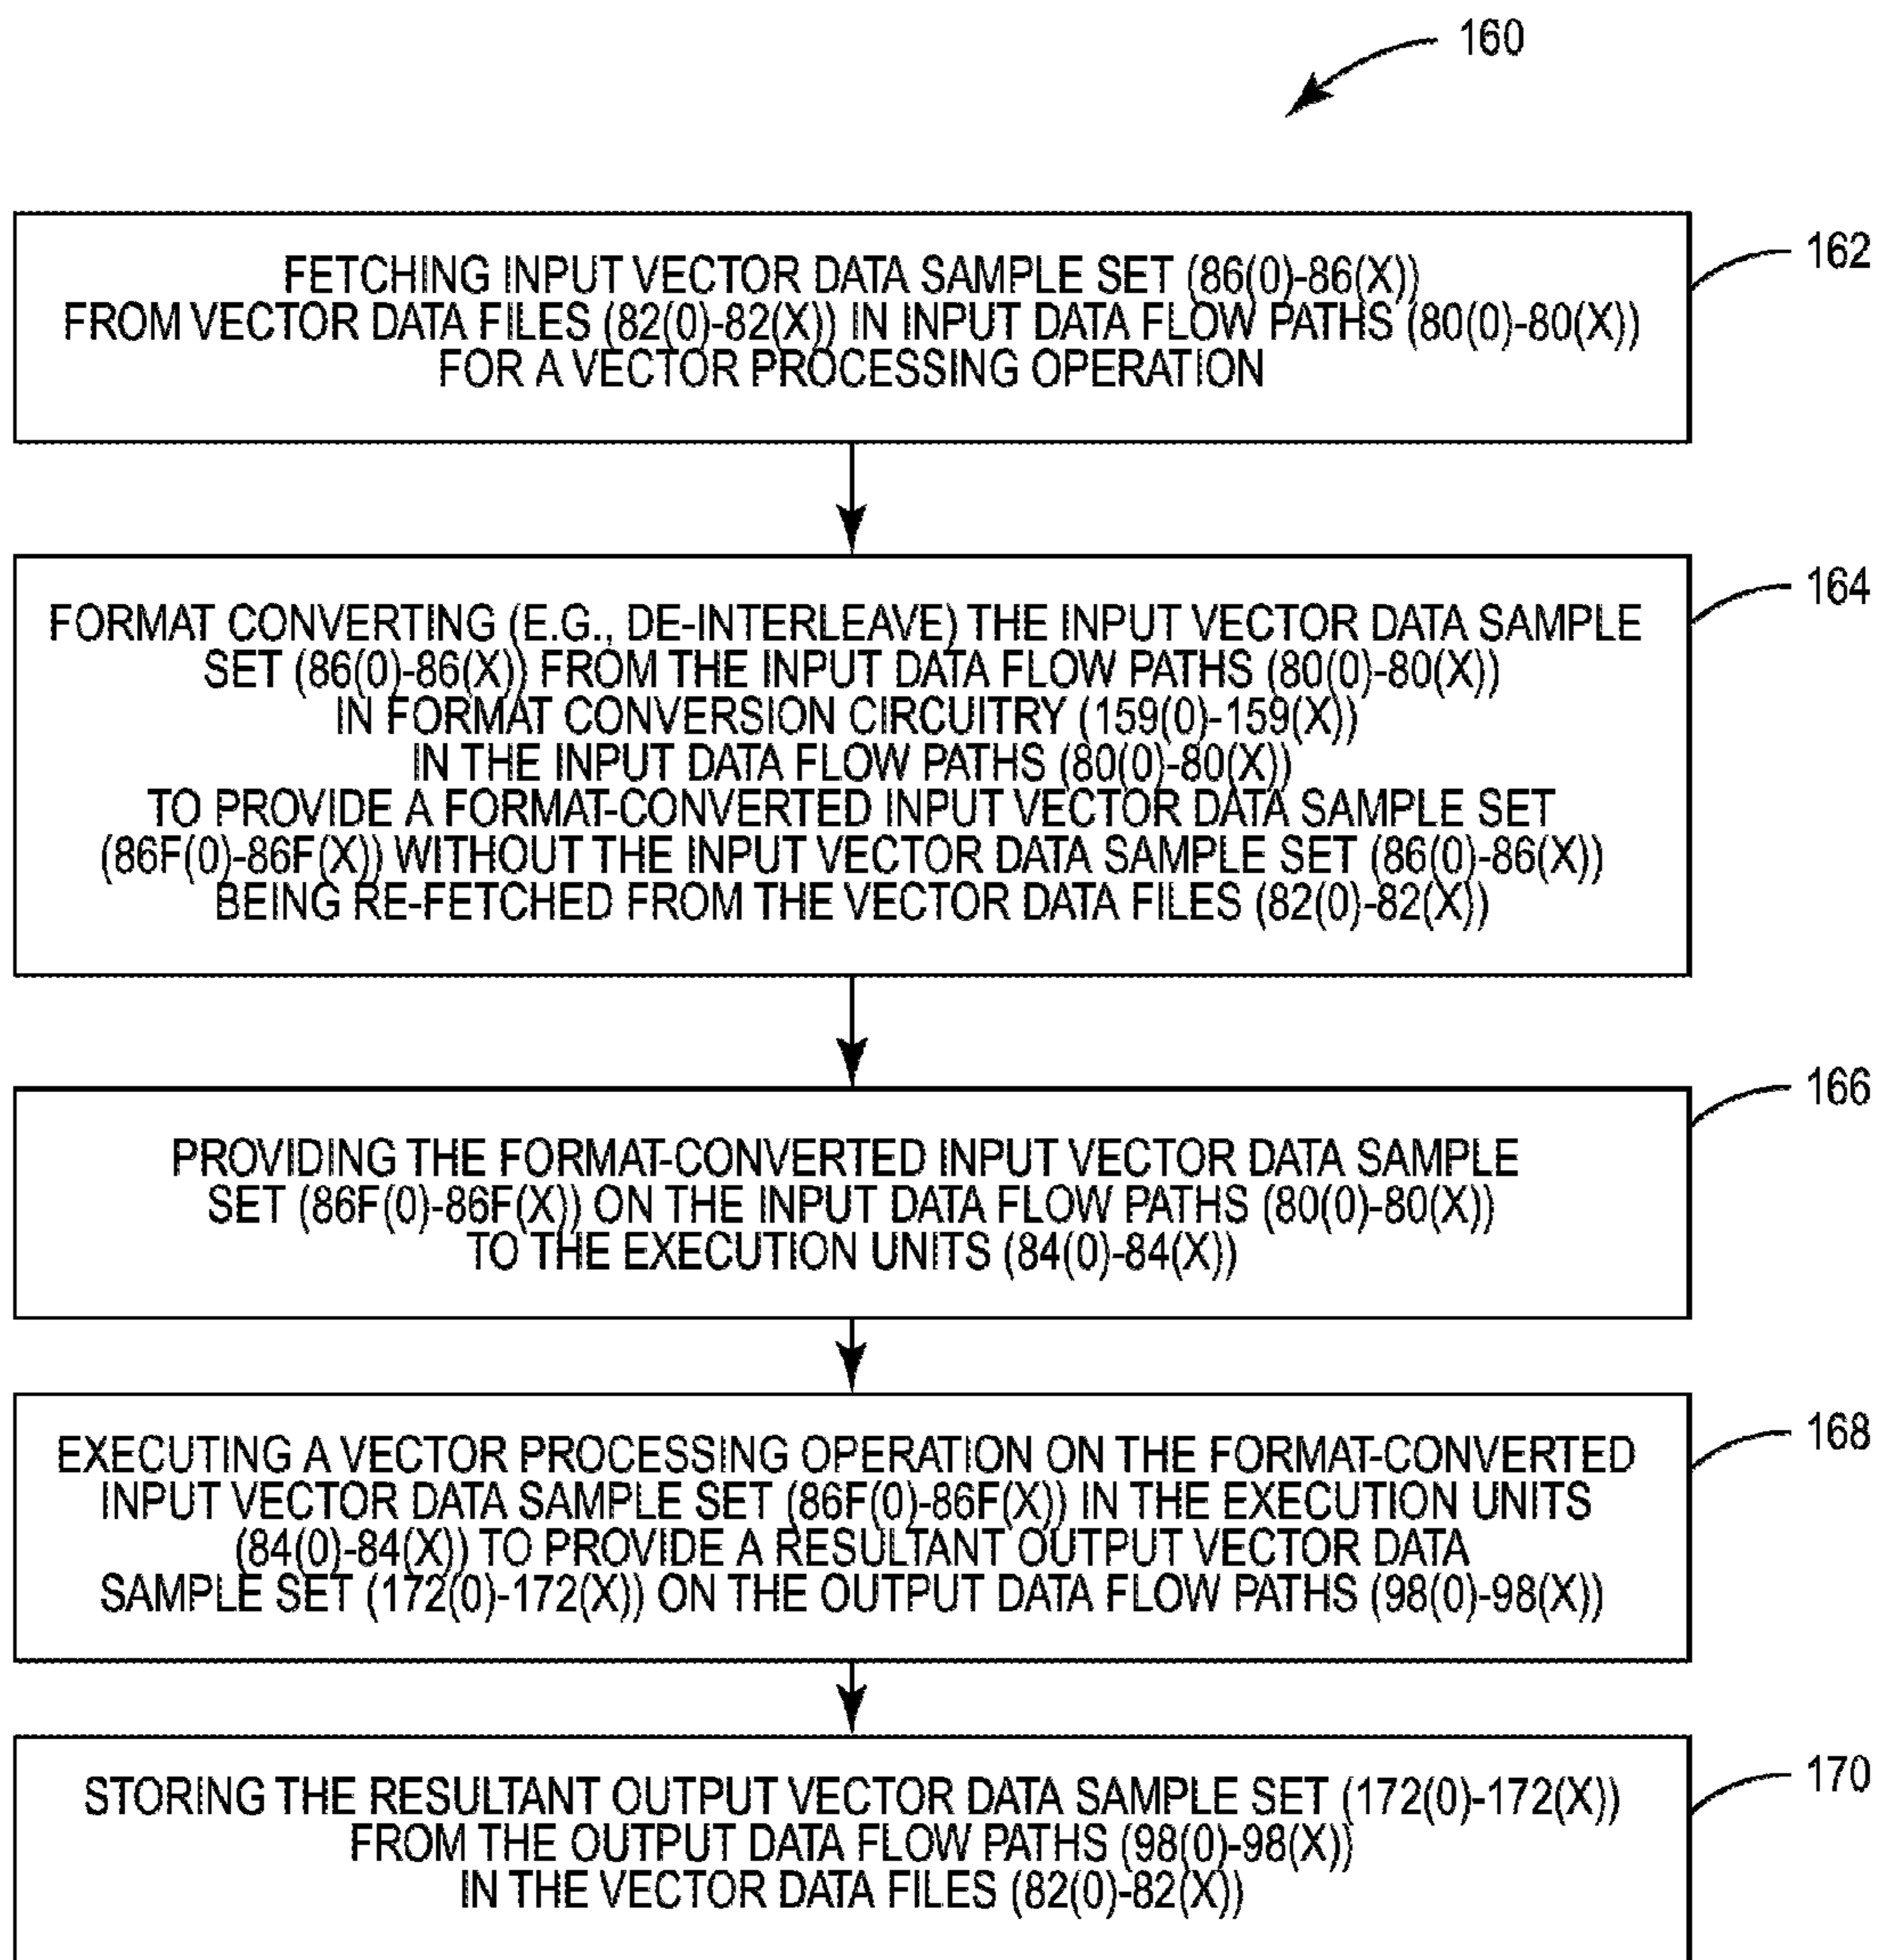 160
FETCHING INPUT VECTOR DATA SAMPLE SET (86(0)-86(X))
FROM VECTOR DATA FILES (82(0)-82(X)) IN INPUT DATA FLOW PATHS (80(0)-80(X))
FOR A VECTOR PROCESSING OPERATION
162
FORMAT CONVERTING (E.G., DE-INTERLEAVE) THE INPUT VECTOR DATA SAMPLE
SET (86(0)-86(X)) FROM THE INPUT DATA FLOW PATHS (80(0)-80(X))
IN FORMAT CONVERSION CIRCUITRY (159(0)-159(X))
IN THE INPUT DATA FLOW PATHS (80(0)-80(X))
TO PROVIDE A FORMAT-CONVERTED INPUT VECTOR DATA SAMPLE SET
(86F(0)-86F(X)) WITHOUT THE INPUT VECTOR DATA SAMPLE SET (86(0)-86(X))
BEING RE-FETCHED FROM THE VECTOR DATA FILES (82(0)-82(X))
164
PROVIDING THE FORMAT-CONVERTED INPUT VECTOR DATA SAMPLE
SET (86F(0)-86F(X)) ON THE INPUT DATA FLOW PATHS (80(0)-80(X))
TO THE EXECUTION UNITS (84(0)-84(X))
166
EXECUTING A VECTOR PROCESSING OPERATION ON THE FORMAT-CONVERTED
INPUT VECTOR DATA SAMPLE SET (86F(0)-86F(X)) IN THE EXECUTION UNITS
(84(0)-84(X)) TO PROVIDE A RESULTANT OUTPUT VECTOR DATA
SAMPLE SET (172(0)-172(X)) ON THE OUTPUT DATA FLOW PATHS (98(0)-98(X))
168
STORING THE RESULTANT OUTPUT VECTOR DATA SAMPLE SET (172(0)-172(X))
FROM THE OUTPUT DATA FLOW PATHS (98(0)-98(X))
IN THE VECTOR DATA FILES (82(0)-82(X))
170